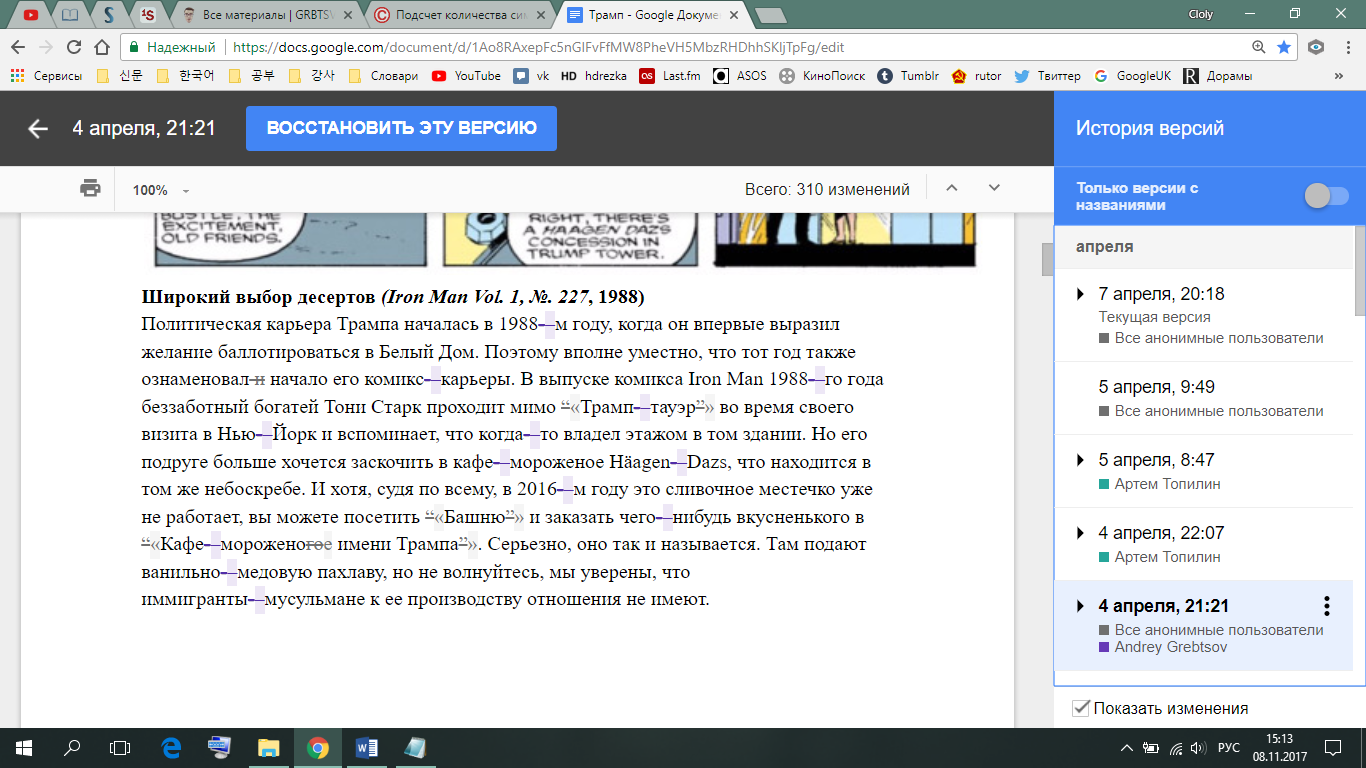 Все материалы | GRBTSV
Подсчет количества сим
Трамп - Google Докумен
Cloly
Надежный
https://docs.google.com/document/d/1Ao8RAxepFc5nGlFvFfMW8PheVH5MbzRHDhhSKljTpFg/edit
Сервисы 신문 한국어 공부 강사 Словари YouTube vk HD hdrezka Last.fm ASOS КиноПоиск Tumblr rutor Твиттер GoogleUK Дорамы »
4 апреля, 21:21
ВОССТАНОВИТЬ ЭТУ ВЕРСИЮ
История версий
100%
Всего: 310 изменений
Только версии с
названиями
BUSTLE, THE
EXCITEMENT,
OLD FRIENDS.
RIGHT, THERE'S
A HAAGEN DAZS
CONCESSION IN
TRUMP TOWER.
Широкий выбор десертов (Iron Man Vol. 1, №. 227, 1988)
Политическая карьера Трампа началась в 1988-–м году, когда он впервые выразил
желание баллотироваться в Белый Дом. Поэтому вполне уместно, что тот год также
ознаменовал-и начало его комикс-–карьеры. В выпуске комикса Iron Man 1988-–го года
беззаботный богатей Тони Старк проходит мимо “«Трамп-–тауэр”» во время своего
визита в Нью-–Йорк и вспоминает, что когда-–то владел этажом в том здании. Но его
подруге больше хочется заскочить в кафе-–мороженое Häagen-–Dazs, что находится в
том же небоскребе. И хотя, судя по всему, в 2016-–м году это сливочное местечко уже
не работает, вы можете посетить “«Башню”» и заказать чего-–нибудь вкусненького в
“«Кафе-–мороженогое имени Трампа”». Серьезно, оно так и называется. Там подают
ванильно-–медовую пахлаву, но не волнуйтесь, мы уверены, что
иммигранты-–мусульмане к ее производству отношения не имеют.
апреля
7 апреля, 20:18
Текущая версия
Все анонимные пользователи
5 апреля, 9:49
Все анонимные пользователи
5 апреля, 8:47
Артем Топилин
4 апреля, 22:07
Артем Топилин
4 апреля, 21:21
Все анонимные пользователи
Andrey Grebtsov
Показать изменения
РУС
15:13
08.11.2017